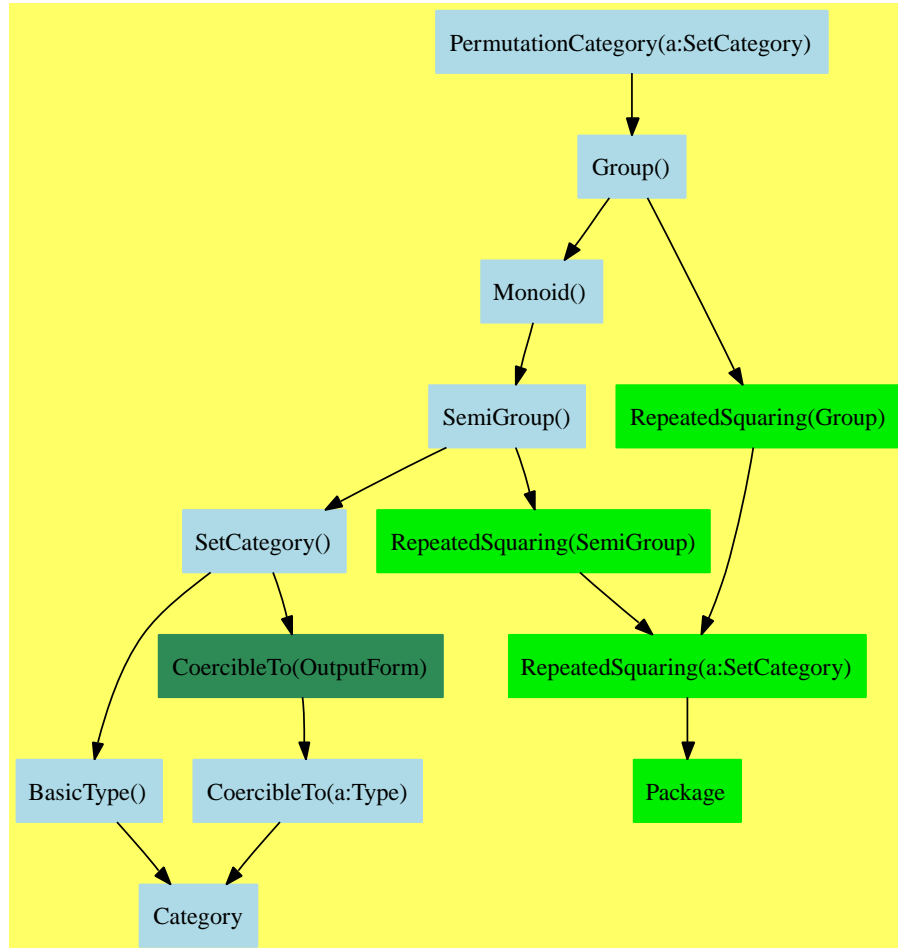 PermutationCategory(a:SetCategory)
Group()
Monoid()
SemiGroup()
RepeatedSquaring(Group)
SetCategory()
RepeatedSquaring(SemiGroup)
CoercibleTo(OutputForm)
RepeatedSquaring(a:SetCategory)
BasicType()
CoercibleTo(a:Type)
Package
Category